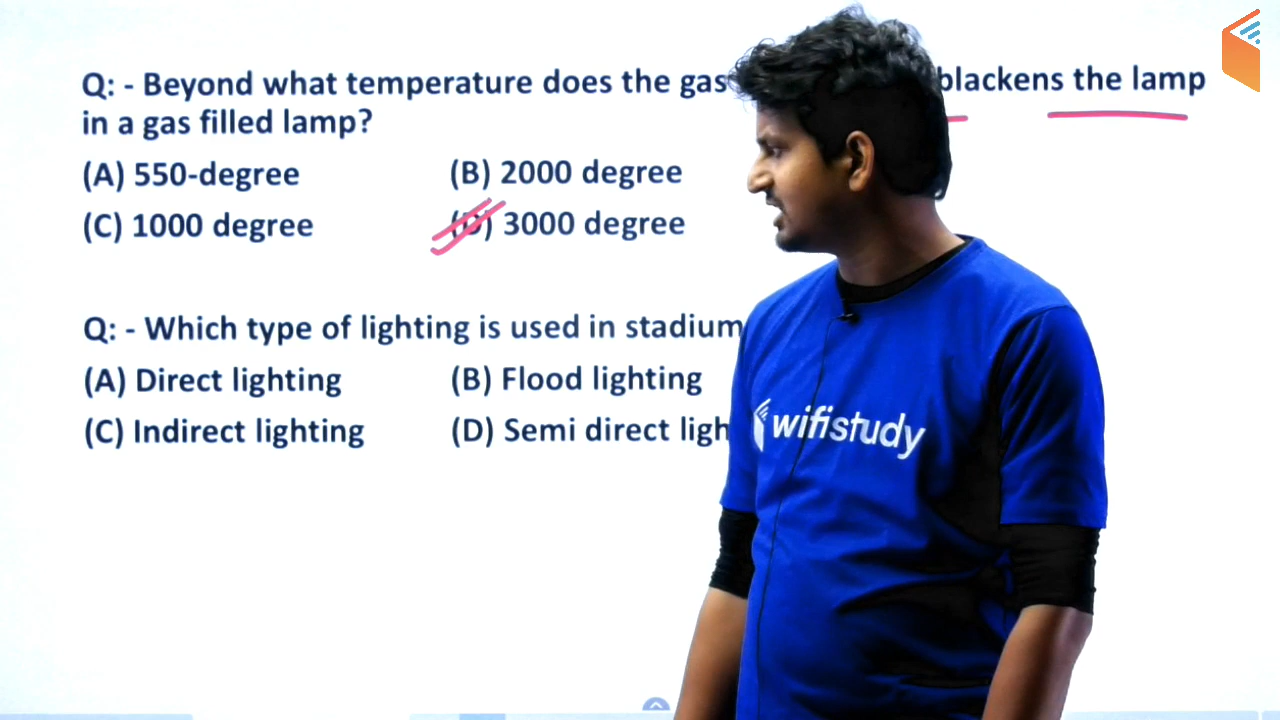 Q: - Beyond what temperature does the gas blackens the lamp
in a gas filled lamp?
(A) 550-degree (B) 2000 degree
(C) 1000 degree (D) 3000 degree
Q: - Which type of lighting is used in stadium
(A) Direct lighting (B) Flood lighting
(C) Indirect lighting (D) Semi direct ligh
wifistudy